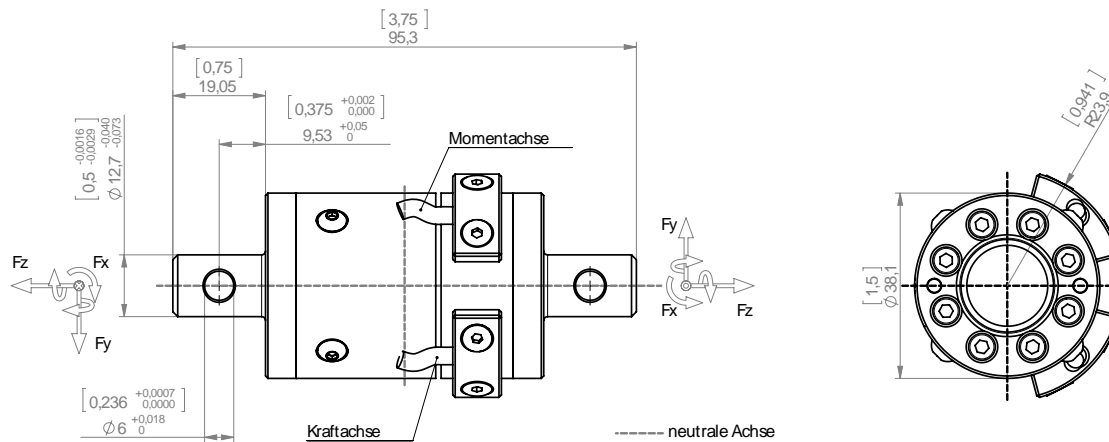 [3,75]
95,3
[0,75]
19,05
[0,375 +0,002 0,000]
9,53 +0,05 0
[0,5 -0,0016 -0,0029]
Ø12,7 -0,040 -0,073
Momentachse
[0,941]
R23,9
Fz
Fx
Fy
Fy
Fx
Fz
[1,5]
Ø38,1
[0,236 +0,0007 0,0000]
Ø6 +0,018 0
Kraftachse
neutrale Achse